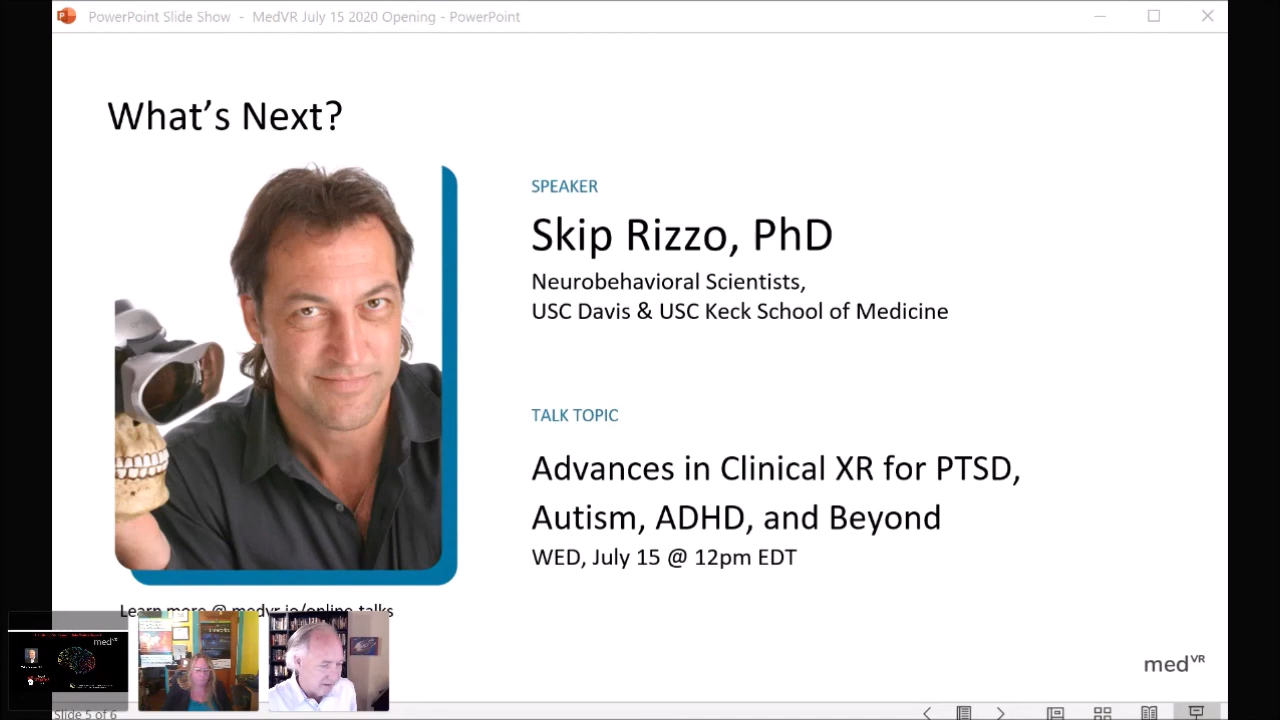 PowerPoint Slide Show - MedVR July 15 2020 Opening - PowerPoint
What's Next?
SPEAKER
Skip Rizzo, PhD
Neurobehavioral Scientists,
USC Davis & USC Keck School of Medicine
TALK TOPIC
Advances in Clinical XR for PTSD,
Autism, ADHD, and Beyond
WED, July 15 @ 12pm EDT
Learn more @ medvr.io/online-talks
medVR
medVR
Slide 5 of 6